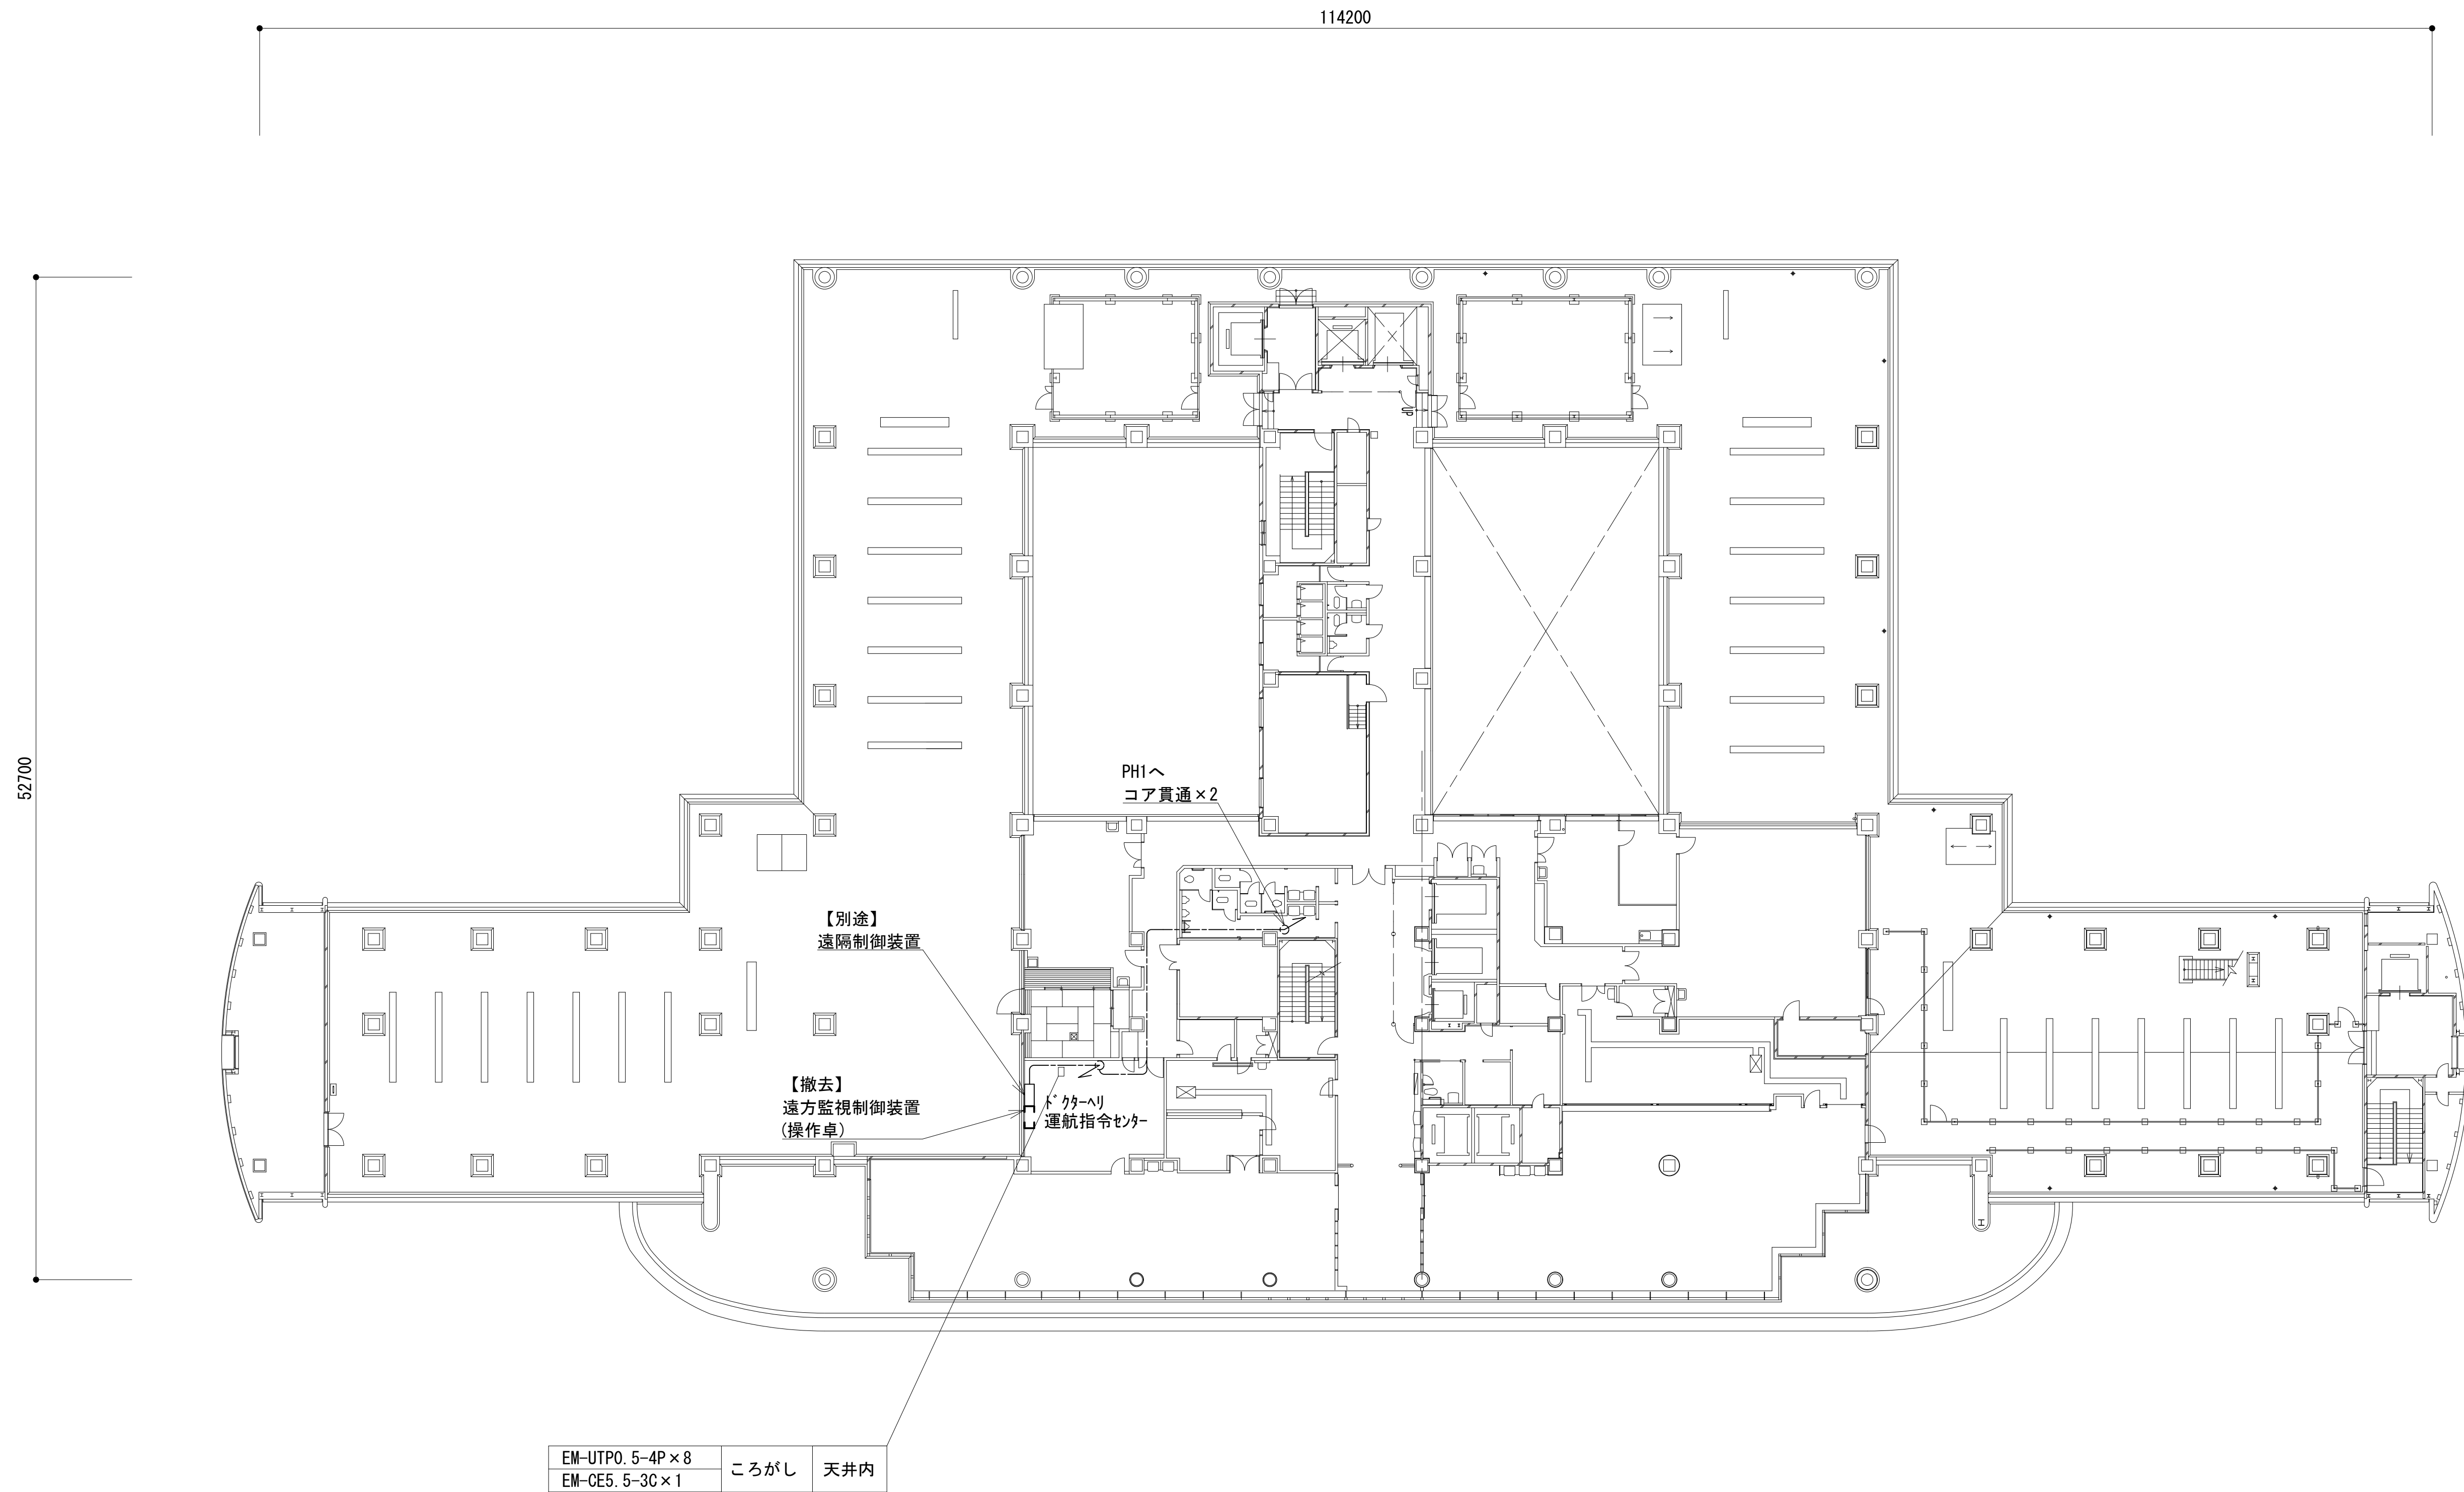 114200
52700
UP
PH1へ
コア貫通×2
【別途】
遠隔制御装置
【撤去】
遠方監視制御装置
(操作卓)
ﾄﾞｸﾀｰﾍﾘ
運航指令ｾﾝﾀｰ
EM-UTP0.5-4P×8
EM-CE5.5-3C×1
ころがし
天井内